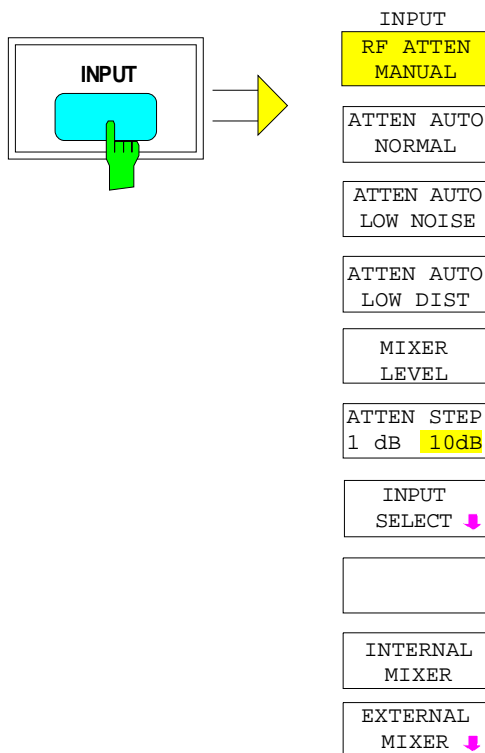 INPUT
INPUT
RF ATTEN
MANUAL
ATTEN AUTO
NORMAL
ATTEN AUTO
LOW NOISE
ATTEN AUTO
LOW DIST
MIXER
LEVEL
ATTEN STEP
1 dB 10dB
INPUT
SELECT
INTERNAL
MIXER
EXTERNAL
MIXER